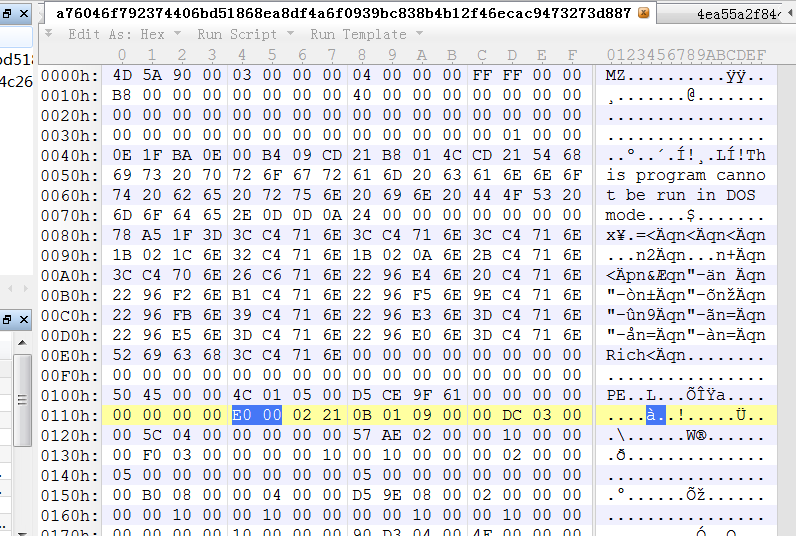 a76046f792374406bd51868ea8df4a6f0939bc838b4b12f46ecac9473273d887 4ea55a2f84
Edit As: Hex Run Script Run Template
0 1 2 3 4 5 6 7 8 9 A B C D E F 0123456789ABCDEF
0000h: 4D 5A 90 00 03 00 00 00 04 00 00 00 FF FF 00 00 MZ..........ÿÿ..
0010h: B8 00 00 00 00 00 00 00 40 00 00 00 00 00 00 00 ¸.......@.......
0020h: 00 00 00 00 00 00 00 00 00 00 00 00 00 00 00 00 ................
0030h: 00 00 00 00 00 00 00 00 00 00 00 00 00 01 00 00 ................
0040h: 0E 1F BA 0E 00 B4 09 CD 21 B8 01 4C CD 21 54 68 ..º..´.Í!¸.LÍ!Th
0050h: 69 73 20 70 72 6F 67 72 61 6D 20 63 61 6E 6E 6F is program canno
0060h: 74 20 62 65 20 72 75 6E 20 69 6E 20 44 4F 53 20 t be run in DOS
0070h: 6D 6F 64 65 2E 0D 0D 0A 24 00 00 00 00 00 00 00 mode....$.......
0080h: 78 A5 1F 3D 3C C4 71 6E 3C C4 71 6E 3C C4 71 6E x¥.=<Äqn<Äqn<Äqn
0090h: 1B 02 1C 6E 32 C4 71 6E 1B 02 0A 6E 2B C4 71 6E ...n2Äqn...n+Äqn
00A0h: 3C C4 70 6E 26 C6 71 6E 22 96 E4 6E 20 C4 71 6E <Äpn&Æqn"–än Äqn
00B0h: 22 96 F2 6E B1 C4 71 6E 22 96 F5 6E 9E C4 71 6E "–òn±Äqn"–õnžÄqn
00C0h: 22 96 FB 6E 39 C4 71 6E 22 96 E3 6E 3D C4 71 6E "–ûn9Äqn"–ãn=Äqn
00D0h: 22 96 E5 6E 3D C4 71 6E 22 96 E0 6E 3D C4 71 6E "–ån=Äqn"–àn=Äqn
00E0h: 52 69 63 68 3C C4 71 6E 00 00 00 00 00 00 00 00 Rich<Äqn........
00F0h: 00 00 00 00 00 00 00 00 00 00 00 00 00 00 00 00 ................
0100h: 50 45 00 00 4C 01 05 00 D5 CE 9F 61 00 00 00 00 PE..L...ÕÎŸa....
0110h: 00 00 00 00 E0 00 02 21 0B 01 09 00 00 DC 03 00 ....à..!.....Ü..
0120h: 00 5C 04 00 00 00 00 00 57 AE 02 00 00 10 00 00 .\......W®......
0130h: 00 F0 03 00 00 00 00 10 00 10 00 00 00 02 00 00 .ð..............
0140h: 05 00 00 00 00 00 00 00 05 00 00 00 00 00 00 00 ................
0150h: 00 B0 08 00 00 04 00 00 D5 9E 08 00 02 00 00 00 .°......Õž......
0160h: 00 00 10 00 00 10 00 00 00 00 10 00 00 10 00 00 ................